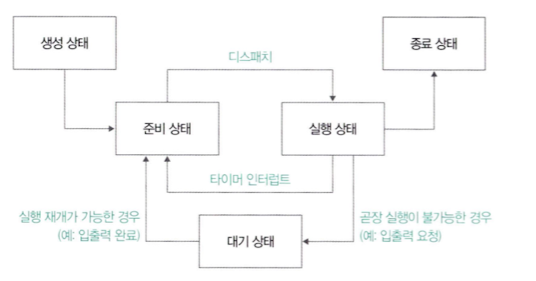 생성 상태
종료 상태
디스패치
준비 상태
실행 상태
타이머 인터럽트
실행 재개가 가능한 경우
(예: 입출력 완료)
대기 상태
곧장 실행이 불가능한 경우
(예: 입출력 요청)